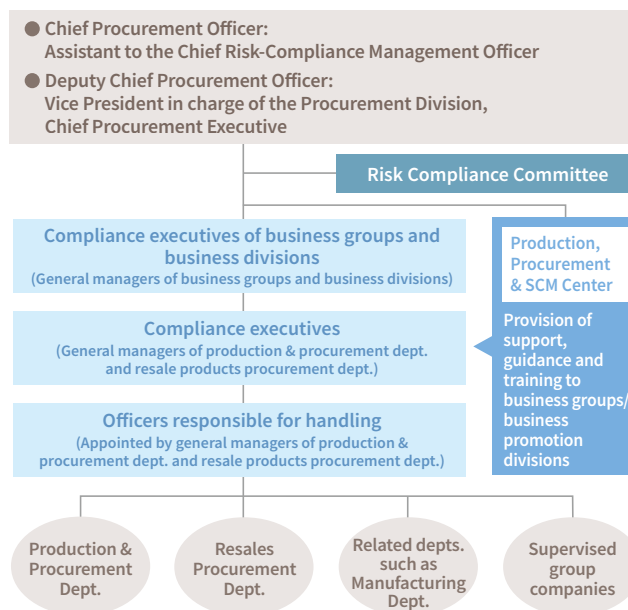 ● Chief Procurement Officer:
Assistant to the Chief Risk-Compliance Management Officer
● Deputy Chief Procurement Officer:
Vice President in charge of the Procurement Division,
Chief Procurement Executive
Risk Compliance Committee
Compliance executives of business groups and
business divisions
(General managers of business groups and business divisions)
Production,
Procurement
& SCM Center
Compliance executives
(General managers of production & procurement dept.
and resale products procurement dept.)
Provision of
support,
guidance and
training to
business groups/
business
promotion
divisions
Officers responsible for handling
(Appointed by general managers of production &
procurement dept. and resale products procurement dept.)
Production &
Procurement
Dept.
Resales
Procurement
Dept.
Related depts.
such as
Manufacturing
Dept.
Supervised
group
companies